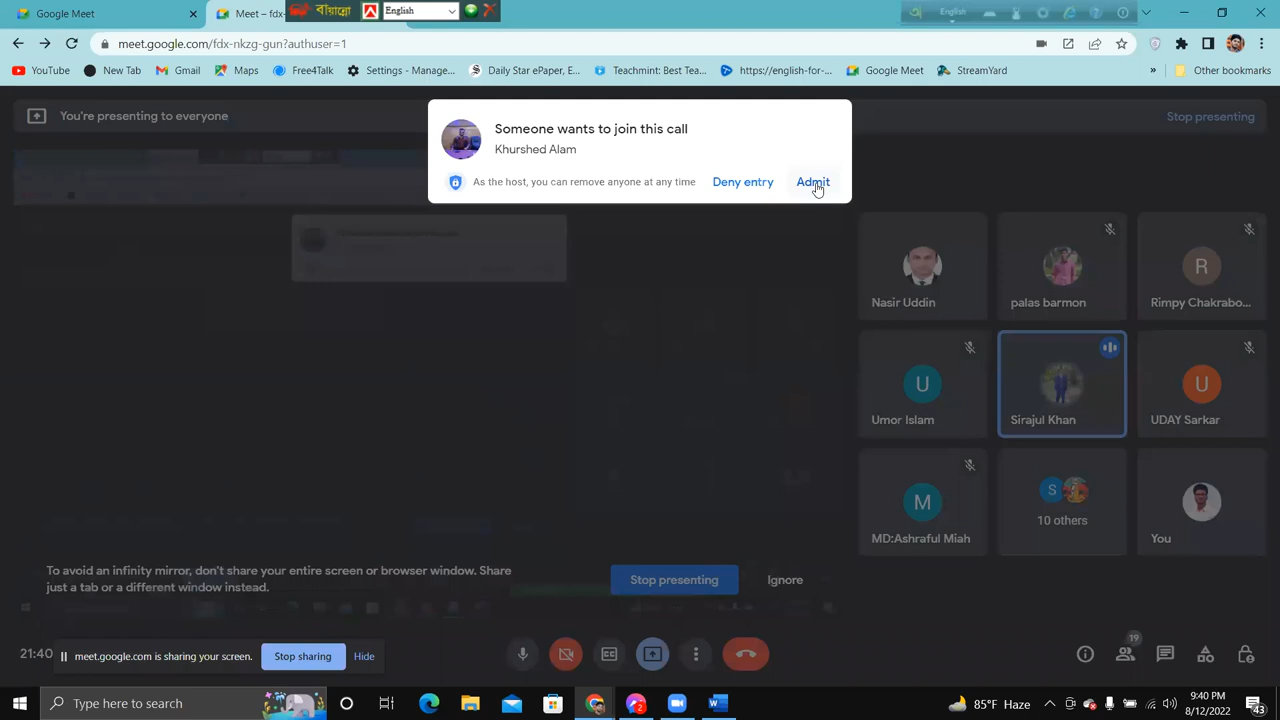 Google Meet
Meet – fd
বায়ান্নো
English
English
meet.google.com/fdx-nkzg-gun?authuser=1
YouTube
New Tab
Gmail
Maps
Free4Talk
Settings - Manage...
Daily Star ePaper, E...
Teachmint: Best Tea...
https://english-for-...
Google Meet
StreamYard
»
Other bookmarks
You're presenting to everyone
Stop presenting
Someone wants to join this call
Khurshed Alam
As the host, you can remove anyone at any time
Deny entry
Admit
Nasir Uddin
palas barmon
R
Rimpy Chakrabo...
U
Umor Islam
Sirajul Khan
U
UDAY Sarkar
M
MD:Ashraful Miah
S
10 others
You
To avoid an infinity mirror, don't share your entire screen or browser window. Share
just a tab or a different window instead.
Stop presenting
Ignore
21:40
meet.google.com is sharing your screen.
Stop sharing
Hide
19
Type here to search
2
85°F Haze
9:40 PM
8/12/2022